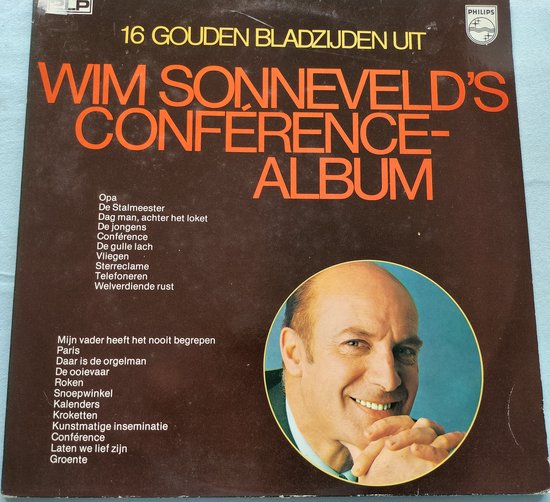 LP
PHILIPS
16 GOUDEN BLADZIJDEN UIT
WIM SONNEVELD'S
CONFÉRENCE-
ALBUM
Opa
De Stalmeester
Dag man, achter het loket
De jongens
Conférence
De gulle lach
Vliegen
Sterreclame
Telefoneren
Welverdiende rust
Mijn vader heeft het nooit begrepen
Paris
Daar is de orgelman
De ooievaar
Roken
Snoepwinkel
Kalenders
Kroketten
Kunstmatige inseminatie
Conférence
Laten we lief zijn
Groente